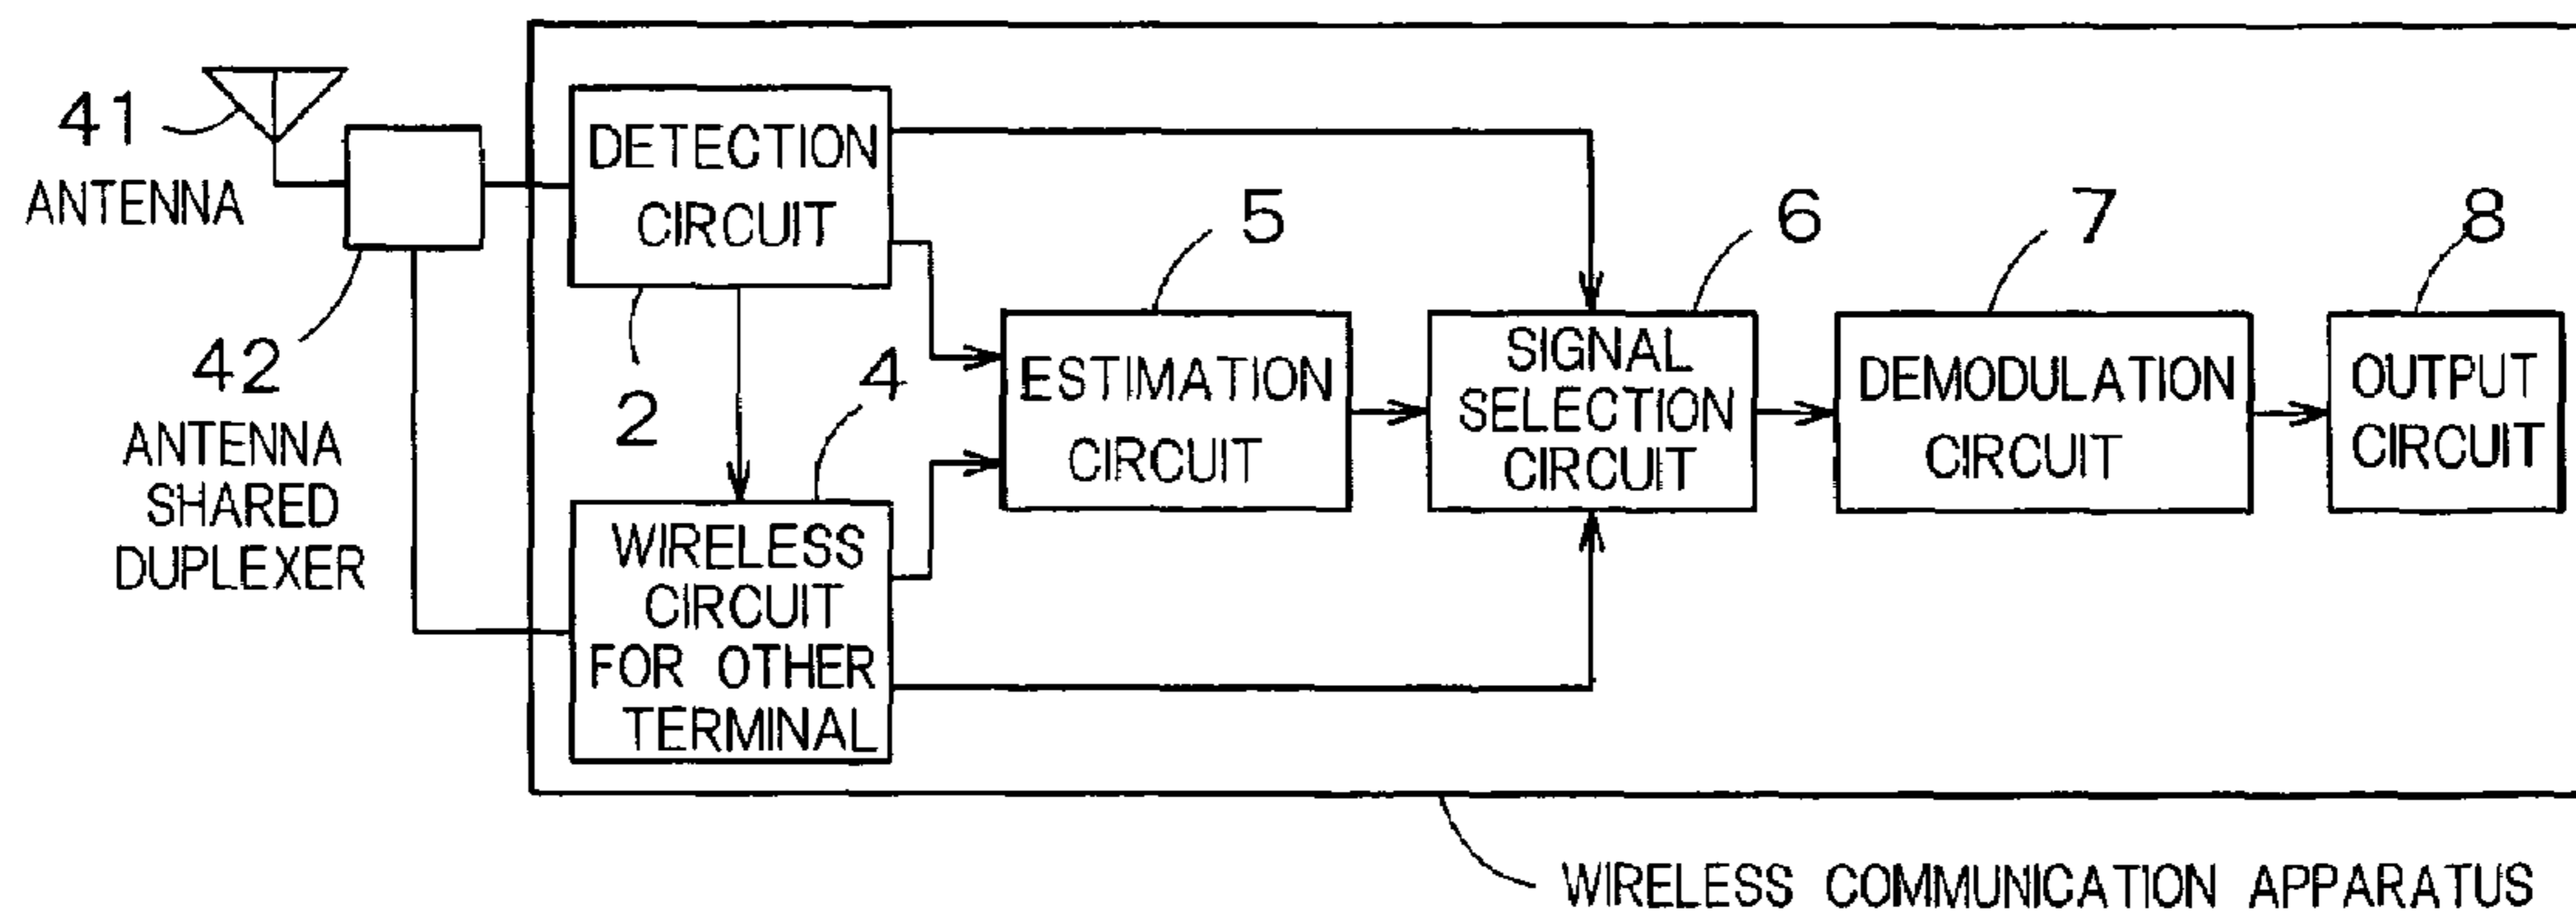 41
ANTENNA
42
ANTENNA
SHARED
DUPLEXER
DETECTION
CIRCUIT
2
4
WIRELESS
CIRCUIT
FOR OTHER
TERMINAL
5
ESTIMATION
CIRCUIT
6
SIGNAL
SELECTION
CIRCUIT
7
DEMODULATION
CIRCUIT
8
OUTPUT
CIRCUIT
WIRELESS COMMUNICATION APPARATUS